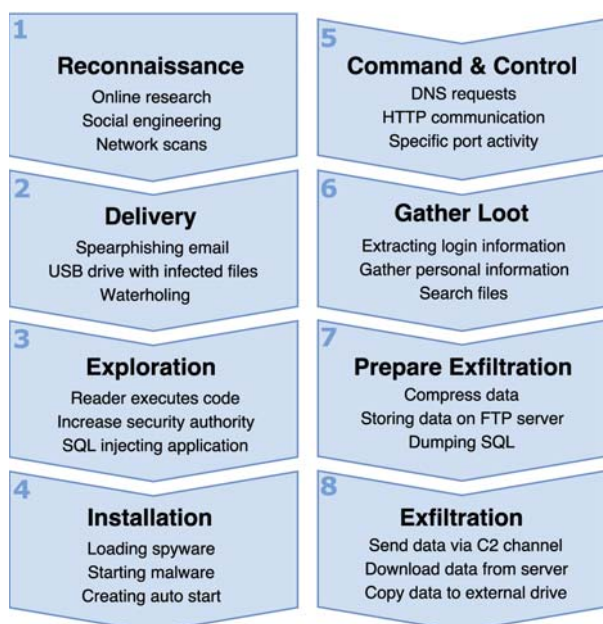 1
Reconnaissance
Online research
Social engineering
Network scans
2
Delivery
Spearphishing email
USB drive with infected files
Waterholing
3
Exploration
Reader executes code
Increase security authority
SQL injecting application
4
Installation
Loading spyware
Starting malware
Creating auto start
5
Command & Control
DNS requests
HTTP communication
Specific port activity
6
Gather Loot
Extracting login information
Gather personal information
Search files
7
Prepare Exfiltration
Compress data
Storing data on FTP server
Dumping SQL
8
Exfiltration
Send data via C2 channel
Download data from server
Copy data to external drive